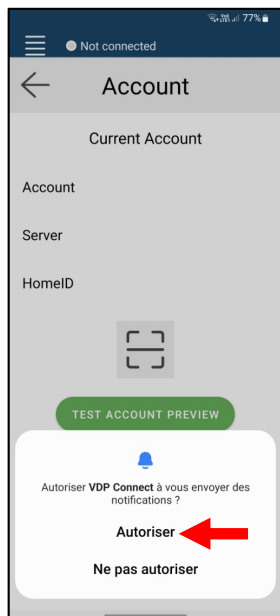 77%
Not connected
Account
Current Account
Account
Server
HomeID
TEST ACCOUNT PREVIEW
Autoriser VDP Connect à vous envoyer des
notifications ?
Autoriser
Ne pas autoriser